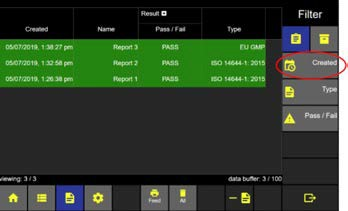 Result
Filter
Created Name Pass / Fail Type
05/07/2019, 1:38:27 pm Report 3 PASS EU GMP
05/07/2019, 1:32:58 pm Report 2 PASS ISO 14644-1: 2015
05/07/2019, 1:26:38 pm Report 1 PASS ISO 14644-1: 2015
Created
Type
Pass / Fail
viewing: 3 / 3 data buffer: 3 / 100
Feed All